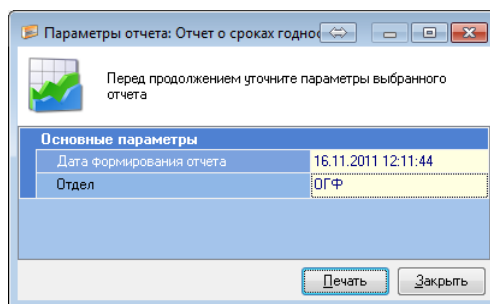 Параметры отчета: Отчет о сроках годнос
Перед продолжением уточните параметры выбранного
отчета
Основные параметры
Дата формирования отчета 16.11.2011 12:11:44
Отдел ОГФ
Печать Закрыть